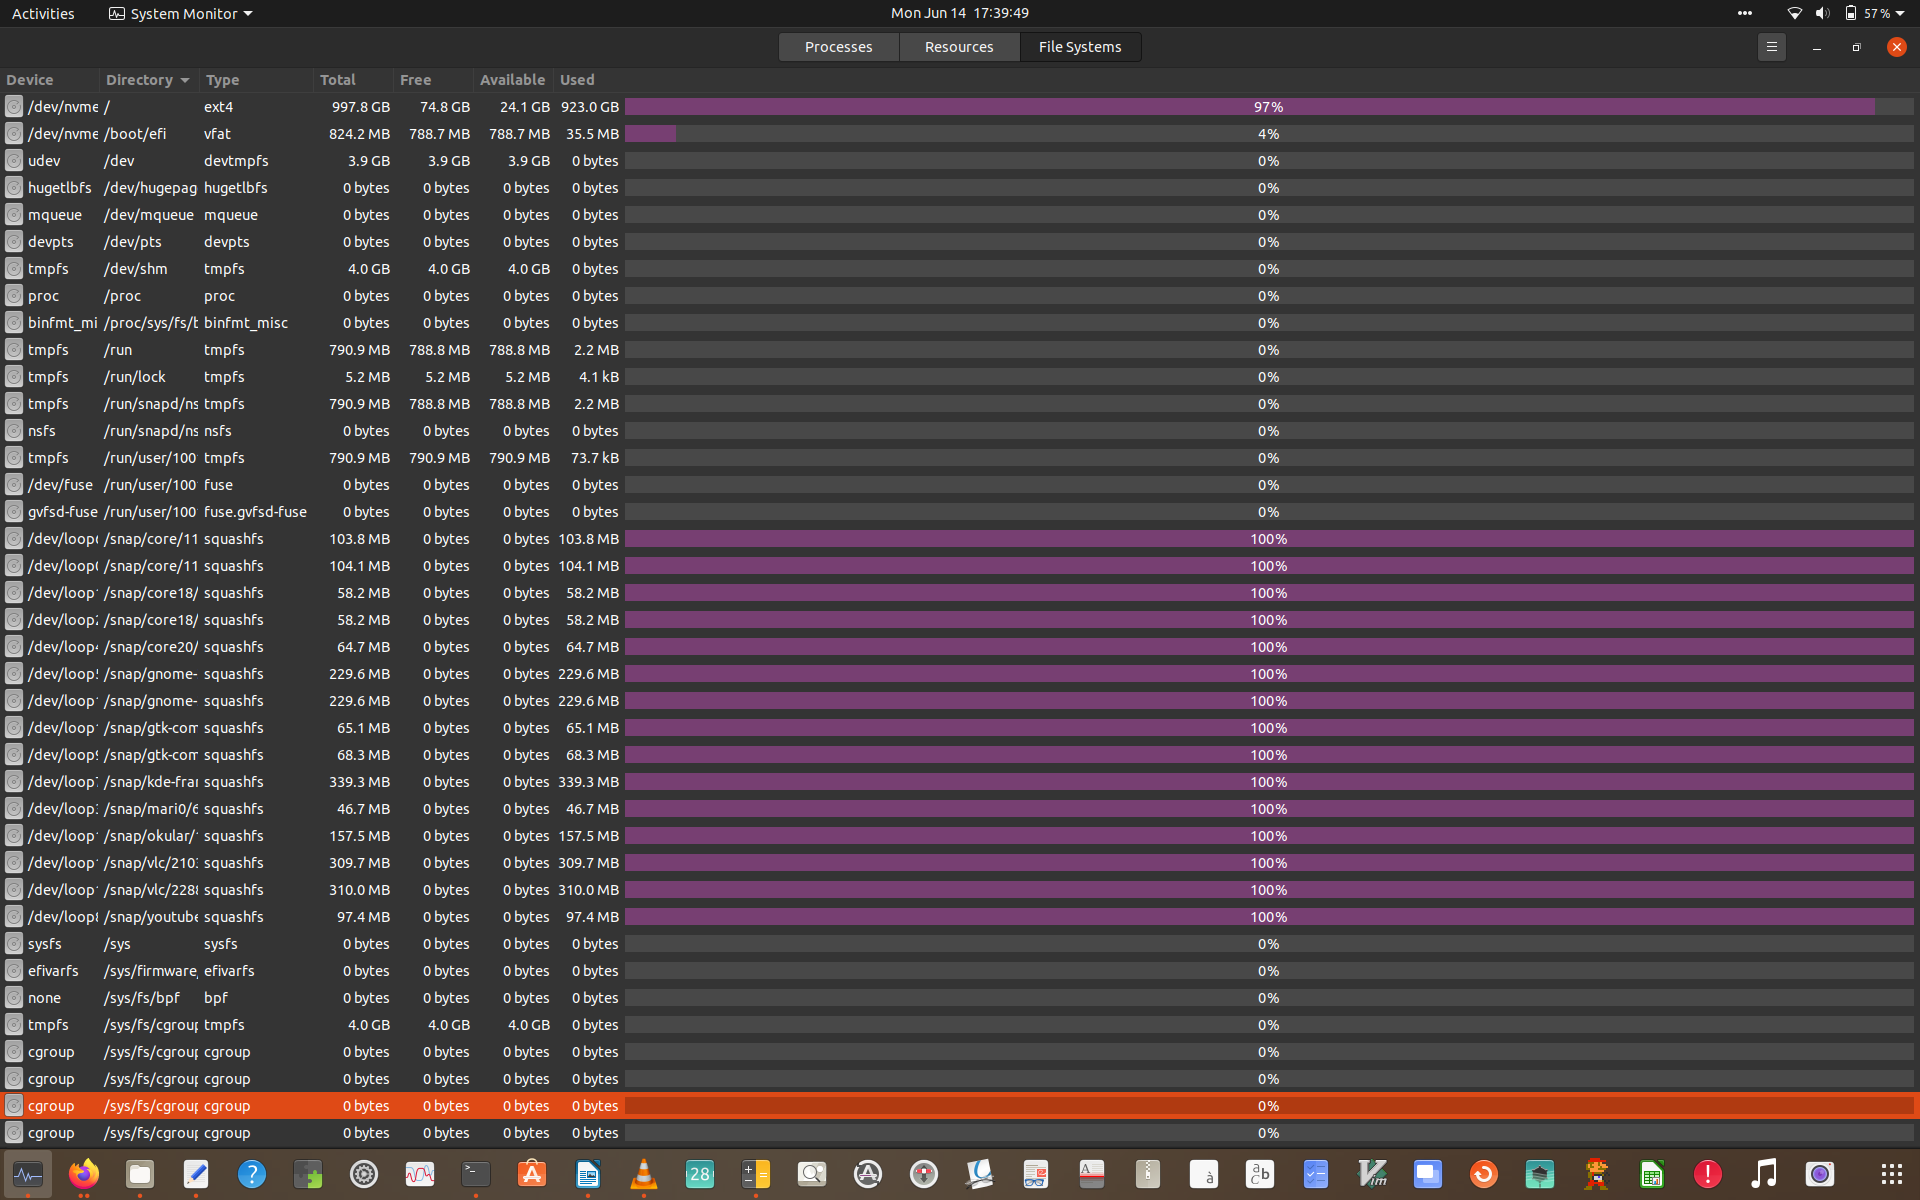 Activities System Monitor Mon Jun 14 17:39:49 57 %
Processes Resources File Systems
Device Directory Type Total Free Available Used
/dev/nvme / ext4 997.8 GB 74.8 GB 24.1 GB 923.0 GB 97%
/dev/nvme /boot/efi vfat 824.2 MB 788.7 MB 788.7 MB 35.5 MB 4%
udev /dev devtmpfs 3.9 GB 3.9 GB 3.9 GB 0 bytes 0%
hugetlbfs /dev/hugepag hugetlbfs 0 bytes 0 bytes 0 bytes 0 bytes 0%
mqueue /dev/mqueue mqueue 0 bytes 0 bytes 0 bytes 0 bytes 0%
devpts /dev/pts devpts 0 bytes 0 bytes 0 bytes 0 bytes 0%
tmpfs /dev/shm tmpfs 4.0 GB 4.0 GB 4.0 GB 0 bytes 0%
proc /proc proc 0 bytes 0 bytes 0 bytes 0 bytes 0%
binfmt_mi /proc/sys/fs/b binfmt_misc 0 bytes 0 bytes 0 bytes 0 bytes 0%
tmpfs /run tmpfs 790.9 MB 788.8 MB 788.8 MB 2.2 MB 0%
tmpfs /run/lock tmpfs 5.2 MB 5.2 MB 5.2 MB 4.1 kB 0%
tmpfs /run/snapd/ns tmpfs 790.9 MB 788.8 MB 788.8 MB 2.2 MB 0%
nsfs /run/snapd/ns nsfs 0 bytes 0 bytes 0 bytes 0 bytes 0%
tmpfs /run/user/100 tmpfs 790.9 MB 790.9 MB 790.9 MB 73.7 kB 0%
/dev/fuse /run/user/100 fuse 0 bytes 0 bytes 0 bytes 0 bytes 0%
gvfsd-fuse /run/user/100 fuse.gvfsd-fuse 0 bytes 0 bytes 0 bytes 0 bytes 0%
/dev/loop /snap/core/11 squashfs 103.8 MB 0 bytes 0 bytes 103.8 MB 100%
/dev/loop /snap/core/11 squashfs 104.1 MB 0 bytes 0 bytes 104.1 MB 100%
/dev/loop /snap/core18/ squashfs 58.2 MB 0 bytes 0 bytes 58.2 MB 100%
/dev/loop2 /snap/core18/ squashfs 58.2 MB 0 bytes 0 bytes 58.2 MB 100%
/dev/loop /snap/core20/ squashfs 64.7 MB 0 bytes 0 bytes 64.7 MB 100%
/dev/loop /snap/gnome- squashfs 229.6 MB 0 bytes 0 bytes 229.6 MB 100%
/dev/loop /snap/gnome- squashfs 229.6 MB 0 bytes 0 bytes 229.6 MB 100%
/dev/loop /snap/gtk-com squashfs 65.1 MB 0 bytes 0 bytes 65.1 MB 100%
/dev/loop9 /snap/gtk-com squashfs 68.3 MB 0 bytes 0 bytes 68.3 MB 100%
/dev/loop /snap/kde-frar squashfs 339.3 MB 0 bytes 0 bytes 339.3 MB 100%
/dev/loop /snap/mari0/6 squashfs 46.7 MB 0 bytes 0 bytes 46.7 MB 100%
/dev/loop /snap/okular/ squashfs 157.5 MB 0 bytes 0 bytes 157.5 MB 100%
/dev/loop /snap/vlc/2103 squashfs 309.7 MB 0 bytes 0 bytes 309.7 MB 100%
/dev/loop /snap/vlc/2288 squashfs 310.0 MB 0 bytes 0 bytes 310.0 MB 100%
/dev/loop8 /snap/youtube squashfs 97.4 MB 0 bytes 0 bytes 97.4 MB 100%
sysfs /sys sysfs 0 bytes 0 bytes 0 bytes 0 bytes 0%
efivarfs /sys/firmware/ efivarfs 0 bytes 0 bytes 0 bytes 0 bytes 0%
none /sys/fs/bpf bpf 0 bytes 0 bytes 0 bytes 0 bytes 0%
tmpfs /sys/fs/cgroup tmpfs 4.0 GB 4.0 GB 4.0 GB 0 bytes 0%
cgroup /sys/fs/cgroup cgroup 0 bytes 0 bytes 0 bytes 0 bytes 0%
cgroup /sys/fs/cgroup cgroup 0 bytes 0 bytes 0 bytes 0 bytes 0%
cgroup /sys/fs/cgroup cgroup 0 bytes 0 bytes 0 bytes 0 bytes 0%
cgroup /sys/fs/cgroup cgroup 0 bytes 0 bytes 0 bytes 0 bytes 0%
28